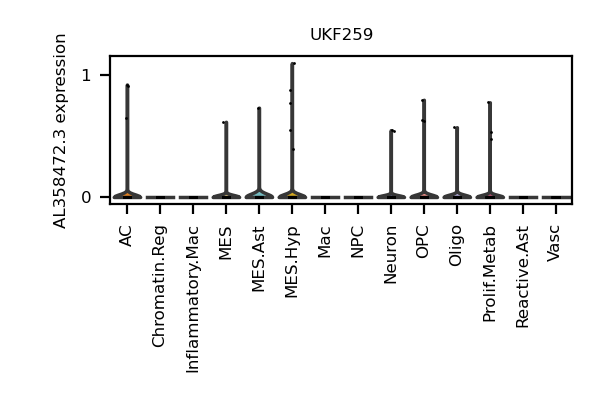 UKF259
AL358472.3 expression
1
0
AC
Chromatin.Reg
Inflammatory.Mac
MES
MES.Ast
MES.Hyp
Mac
NPC
Neuron
OPC
Oligo
Prolif.Metab
Reactive.Ast
Vasc